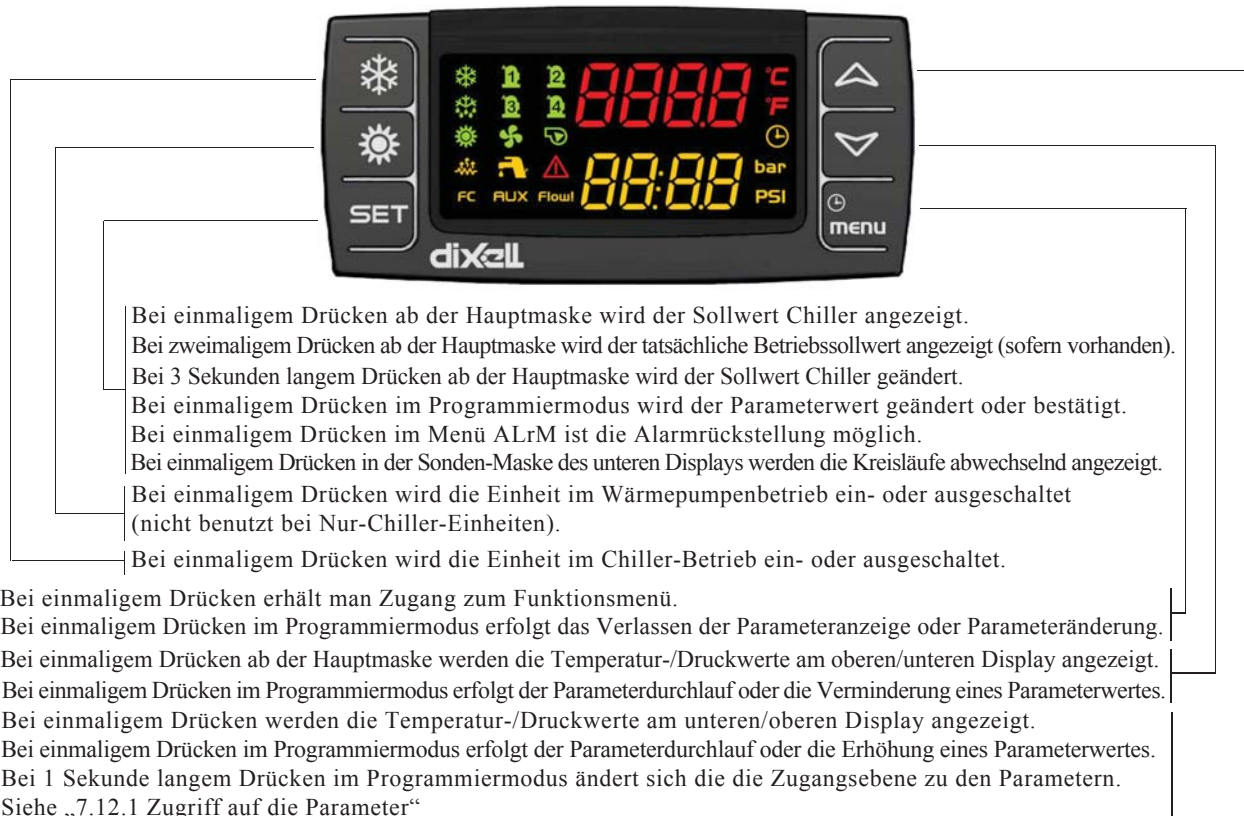 8888 °C
°F
88:88 bar
FC AUX Flow! PSI
1 2
3 4
SET
menu
dixell
Bei einmaligem Drücken ab der Hauptmaske wird der Sollwert Chiller angezeigt.
Bei zweimaligem Drücken ab der Hauptmaske wird der tatsächliche Betriebssollwert angezeigt (sofern vorhanden).
Bei 3 Sekunden langem Drücken ab der Hauptmaske wird der Sollwert Chiller geändert.
Bei einmaligem Drücken im Programmiermodus wird der Parameterwert geändert oder bestätigt.
Bei einmaligem Drücken im Menü ALrM ist die Alarmrückstellung möglich.
Bei einmaligem Drücken in der Sonden-Maske des unteren Displays werden die Kreisläufe abwechselnd angezeigt.
Bei einmaligem Drücken wird die Einheit im Wärmepumpenbetrieb ein- oder ausgeschaltet
(nicht benutzt bei Nur-Chiller-Einheiten).
Bei einmaligem Drücken wird die Einheit im Chiller-Betrieb ein- oder ausgeschaltet.
Bei einmaligem Drücken erhält man Zugang zum Funktionsmenü.
Bei einmaligem Drücken im Programmiermodus erfolgt das Verlassen der Parameteranzeige oder Parameteränderung.
Bei einmaligem Drücken ab der Hauptmaske werden die Temperatur-/Druckwerte am oberen/unteren Display angezeigt.
Bei einmaligem Drücken im Programmiermodus erfolgt der Parameterdurchlauf oder die Verminderung eines Parameterwertes.
Bei einmaligem Drücken werden die Temperatur-/Druckwerte am unteren/oberen Display angezeigt.
Bei einmaligem Drücken im Programmiermodus erfolgt der Parameterdurchlauf oder die Erhöhung eines Parameterwertes.
Bei 1 Sekunde langem Drücken im Programmiermodus ändert sich die die Zugangsebene zu den Parametern.
Siehe „7.12.1 Zugriff auf die Parameter“